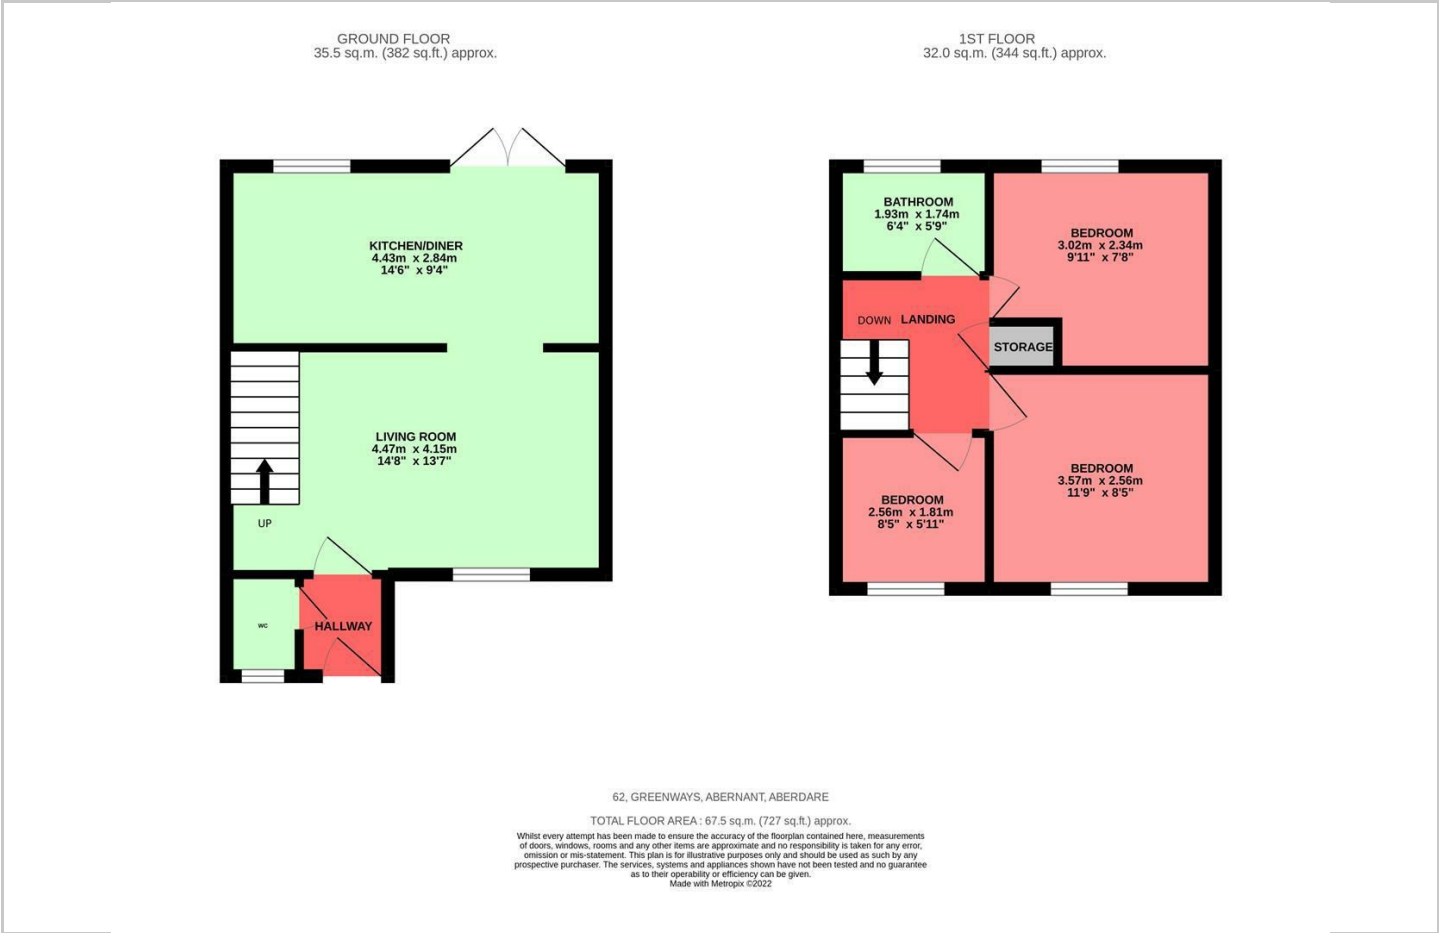 GROUND FLOOR
35.5 sq.m. (382 sq.ft.) approx.
1ST FLOOR
32.0 sq.m. (344 sq.ft.) approx.
KITCHEN/DINER
4.43m x 2.84m
14'6" x 9'4"
LIVING ROOM
4.47m x 4.15m
14'8" x 13'7"
UP
WC
HALLWAY
BATHROOM
1.93m x 1.74m
6'4" x 5'9"
BEDROOM
3.02m x 2.34m
9'11" x 7'8"
DOWN
LANDING
STORAGE
BEDROOM
3.57m x 2.56m
11'9" x 8'5"
BEDROOM
2.56m x 1.81m
8'5" x 5'11"
62, GREENWAYS, ABERNANT, ABERDARE
TOTAL FLOOR AREA : 67.5 sq.m. (727 sq.ft.) approx.
Whilst every attempt has been made to ensure the accuracy of the floorplan contained here, measurements
of doors, windows, rooms and any other items are approximate and no responsibility is taken for any error,
omission or mis-statement. This plan is for illustrative purposes only and should be used as such by any
prospective purchaser. The services, systems and appliances shown have not been tested and no guarantee
as to their operability or efficiency can be given.
Made with Metropix ©2022